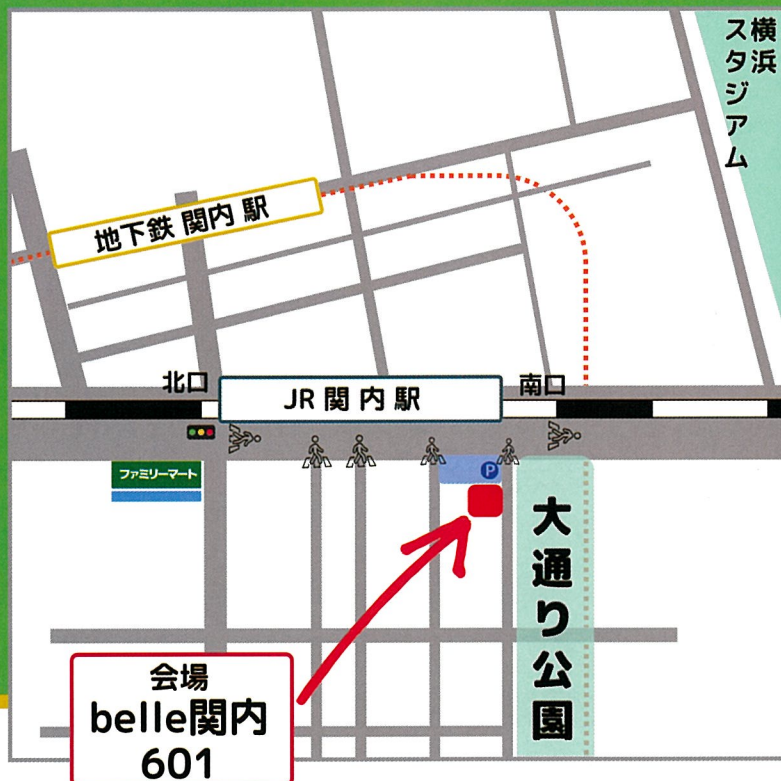 横浜
スタジアム
地下鉄 関内 駅
北口
JR 関 内 駅
南口
ファミリーマート
P
大通り公園
会場
belle関内
601